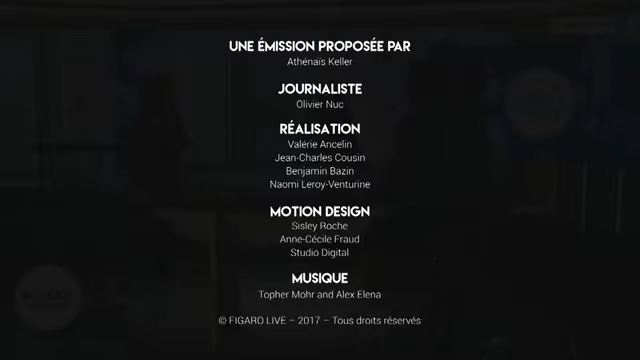 UNE ÉMISSION PROPOSÉE PAR
Athénaïs Keller
JOURNALISTE
Olivier Nuc
RÉALISATION
Valérie Ancelin
Jean-Charles Cousin
Benjamin Bazin
Naomi Leroy-Venturine
MOTION DESIGN
Sisley Roche
Anne-Cécile Fraud
Studio Digital
MUSIQUE
Topher Mohr and Alex Elena
© FIGARO LIVE – 2017 – Tous droits réservés